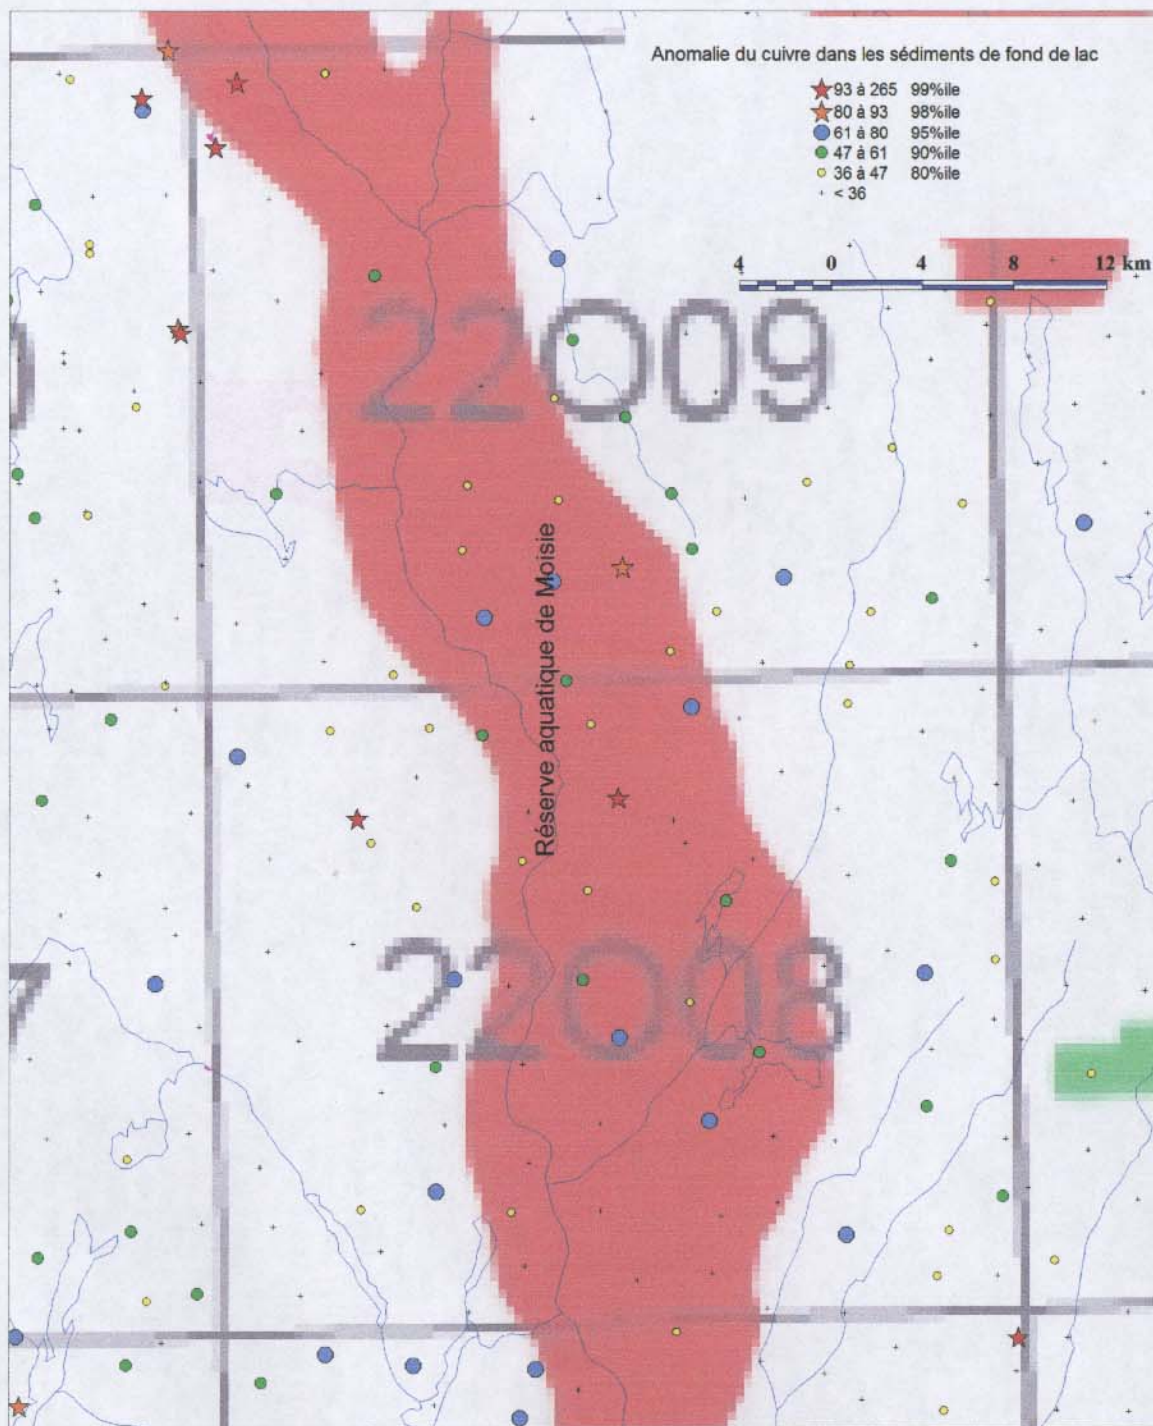 Anomalie du cuivre dans les sédiments de fond de lac
93 à 265 99%ile
80 à 93 98%ile
61 à 80 95%ile
47 à 61 90%ile
36 à 47 80%ile
< 36
4 0 4 8 12 km
22O09
Réserve aquatique de Moisie
22O08
7